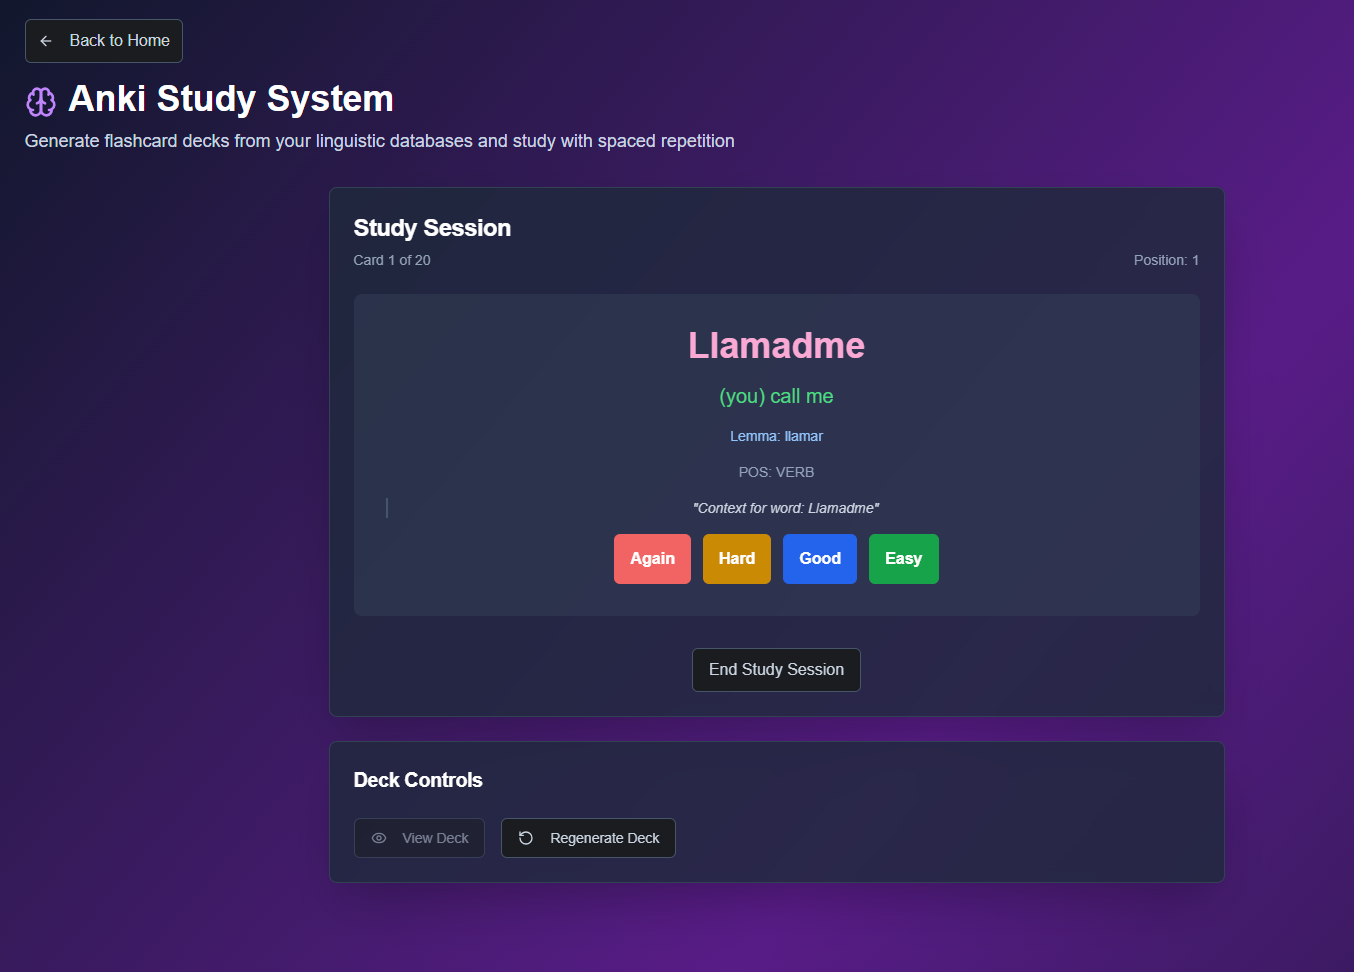 Back to Home
Anki Study System
Generate flashcard decks from your linguistic databases and study with spaced repetition
Study Session
Card 1 of 20
Position: 1
Llamadme
(you) call me
Lemma: llamar
POS: VERB
"Context for word: Llamadme"
Again
Hard
Good
Easy
End Study Session
Deck Controls
View Deck
Regenerate Deck